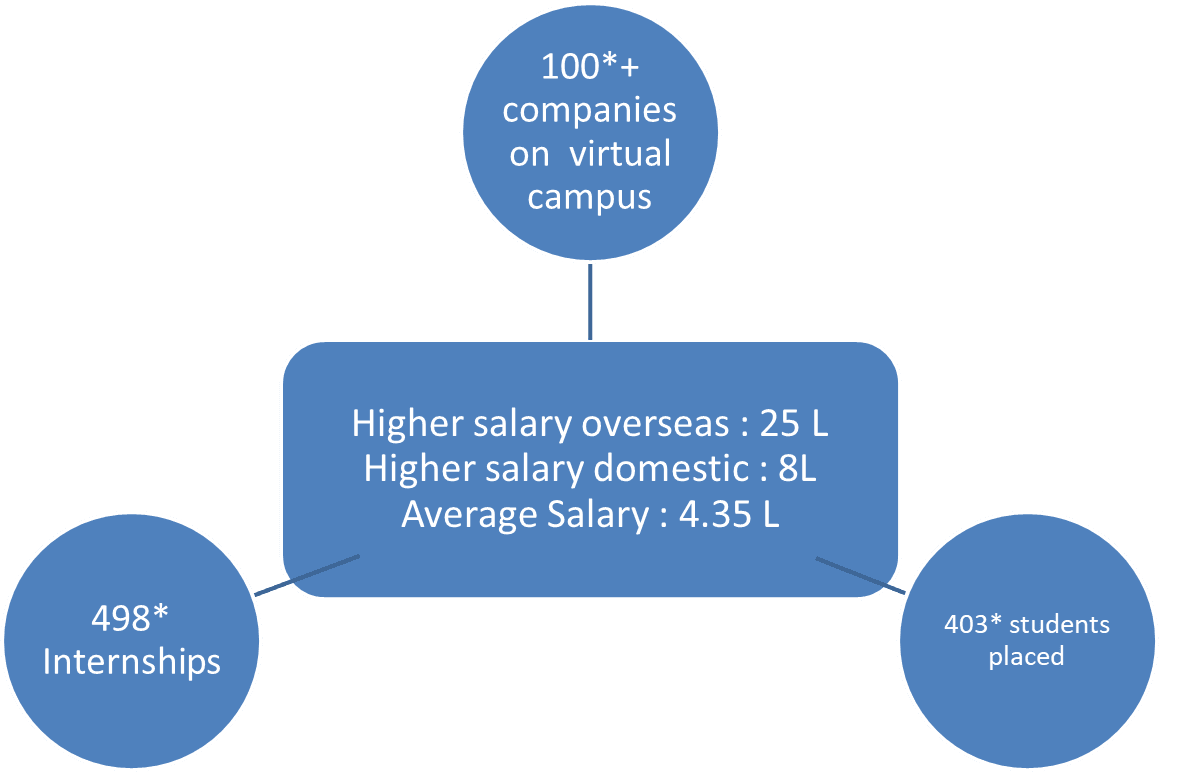 100*+
companies
on virtual
campus
Higher salary overseas : 25 L
Higher salary domestic : 8L
Average Salary : 4.35 L
498*
Internships
403* students
placed